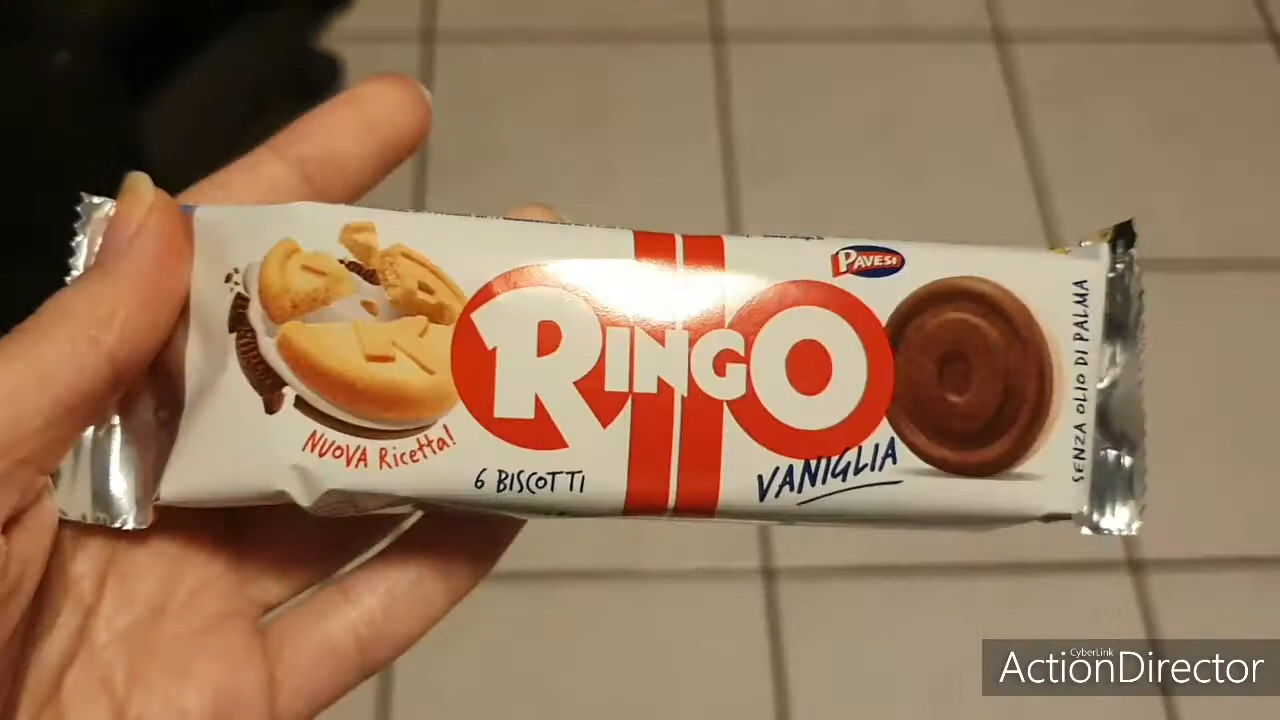 PAVESI
RINGO
NUOVA Ricetta!
6 BISCOTTI
VANIGLIA
SENZA OLIO DI PALMA
CyberLink
ActionDirector